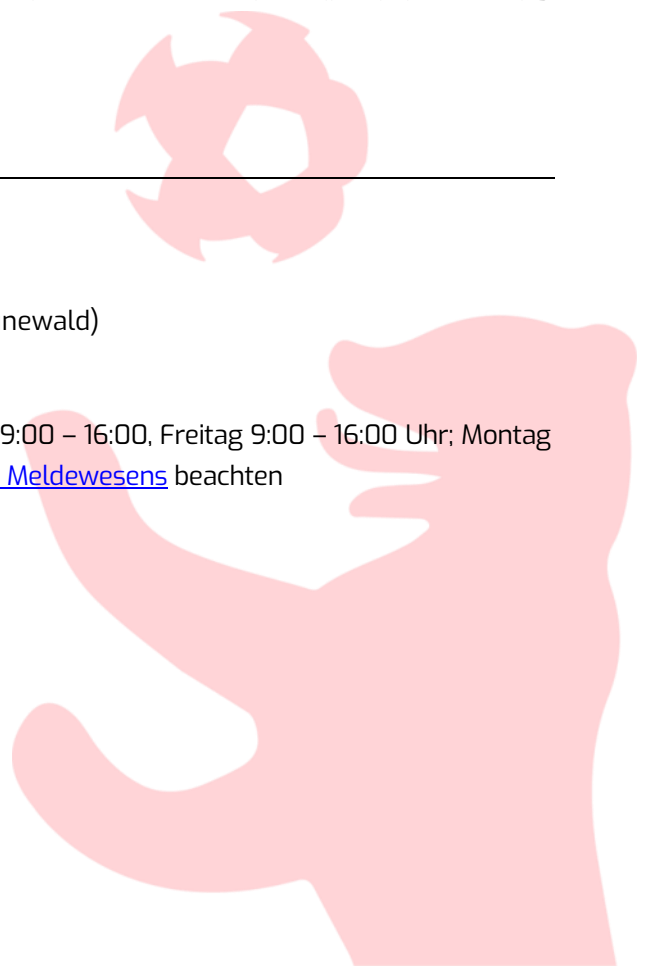 newald)
9:00 – 16:00, Freitag 9:00 – 16:00 Uhr; Montag
Meldewesens beachten